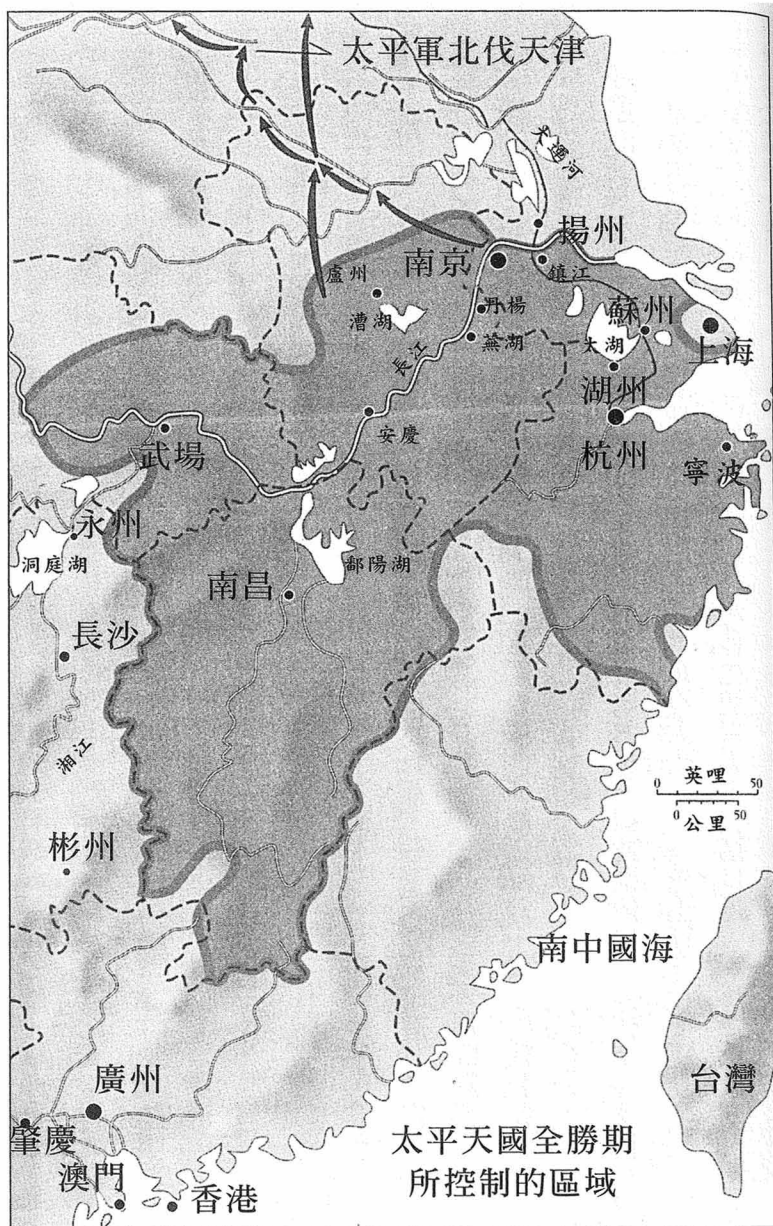 太平軍北伐天津
大運河
揚州
南京
鎮江
盧州
丹楊
漕湖
蘇州
蕪湖
太湖
上海
長江
湖州
安慶
武場
杭州
寧波
永州
洞庭湖
鄱陽湖
南昌
長沙
湘江
0 英哩 50
0 公里 50
彬州
南中國海
廣州
台灣
肇慶
太平天國全勝期
所控制的區域
澳門
香港